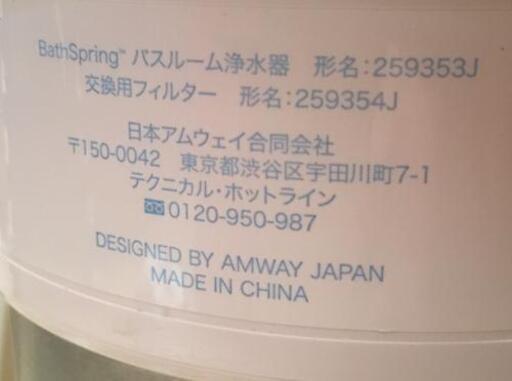 BathSpring™ バスルーム浄水器　形名：259353J
交換用フィルター　形名：259354J
日本アムウェイ合同会社
〒150-0042　東京都渋谷区宇田川町7-1
テクニカル・ホットライン
0120-950-987
DESIGNED BY AMWAY JAPAN
MADE IN CHINA